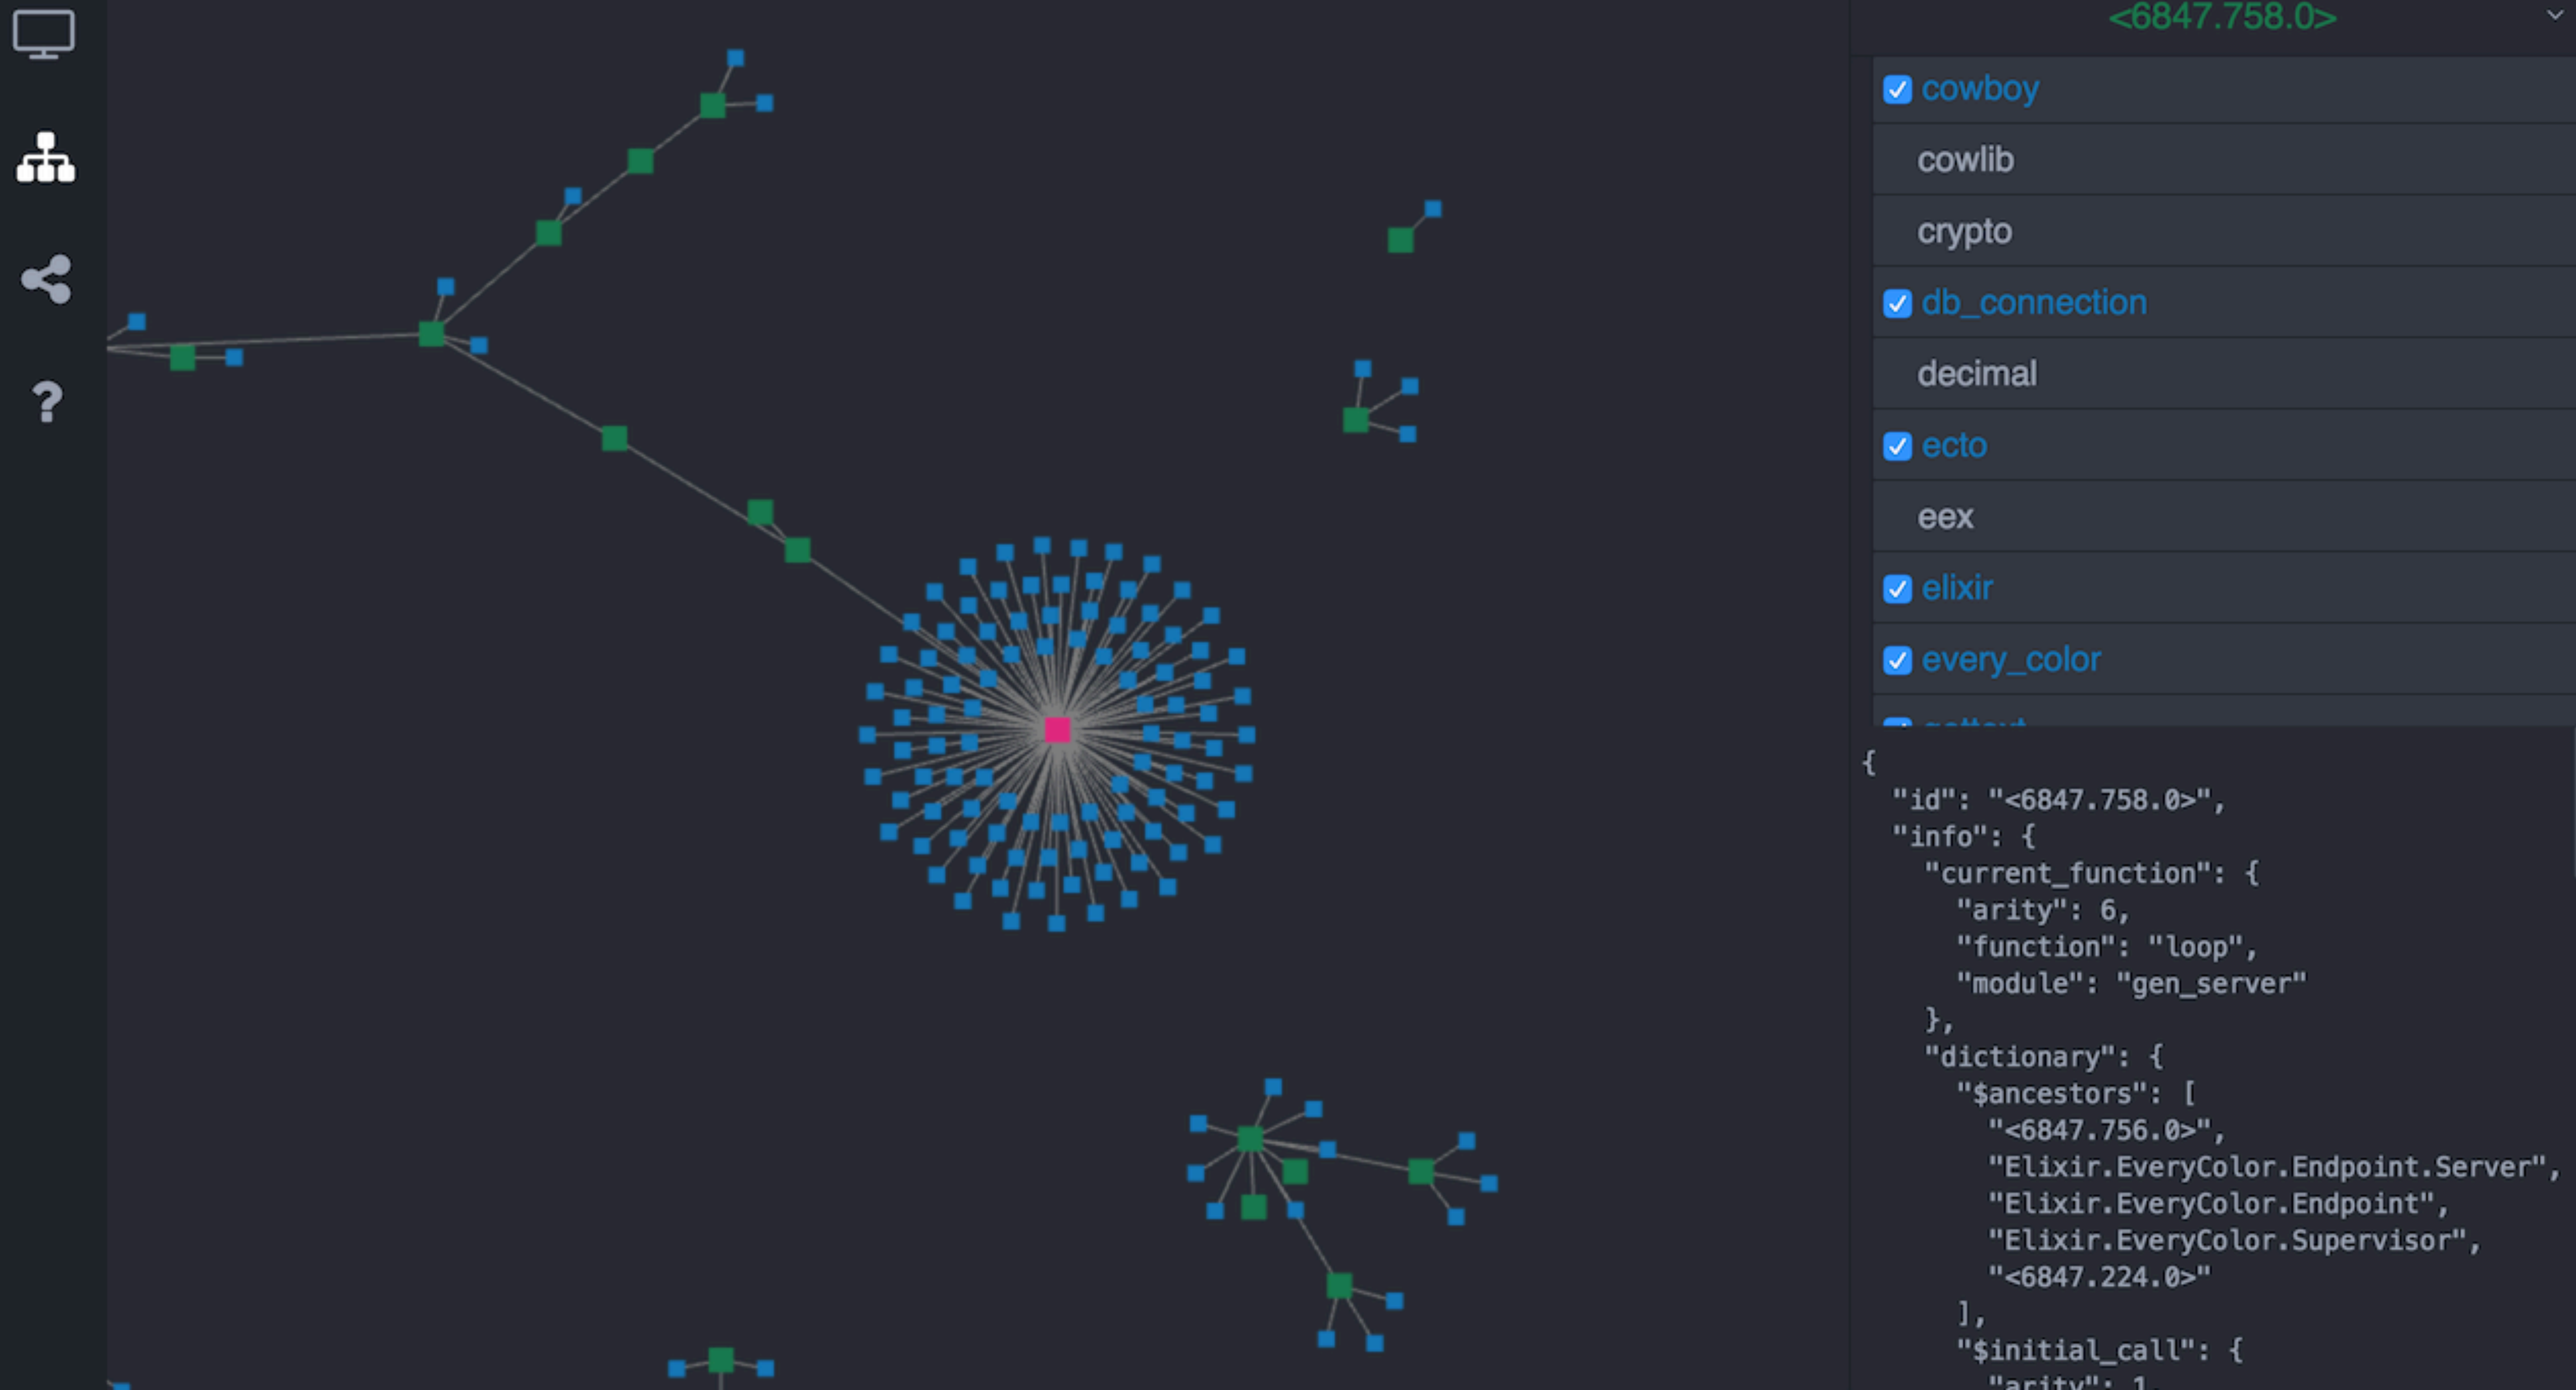 <6847.758.0>
cowboy
cowlib
crypto
db_connection
decimal
ecto
eex
elixir
every_color
{
"id": "<6847.758.0>",
"info": {
"current_function": {
"arity": 6,
"function": "loop",
"module": "gen_server"
},
"dictionary": {
"$ancestors": [
"<6847.756.0>",
"Elixir.EveryColor.Endpoint.Server",
"Elixir.EveryColor.Endpoint",
"Elixir.EveryColor.Supervisor",
"<6847.224.0>"
],
"$initial_call": {
"arity": 1,